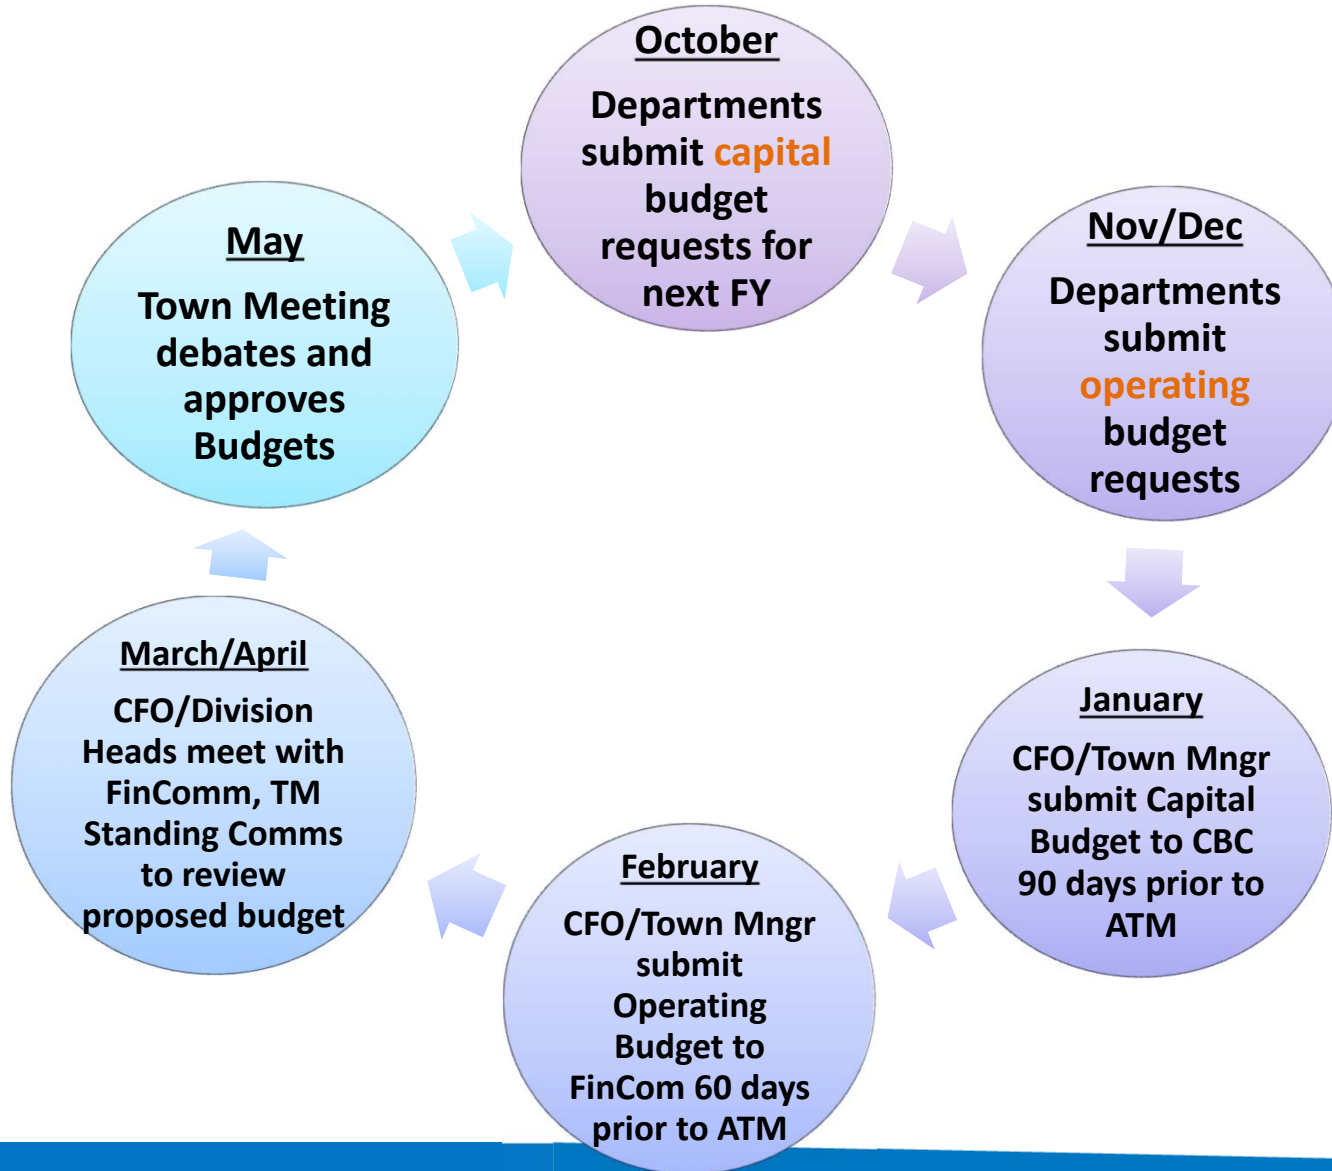 October
Departments
submit capital
budget
requests for
next FY
Nov/Dec
Departments
submit
operating
budget
requests
January
CFO/Town Mngr
submit Capital
Budget to CBC
90 days prior to
ATM
February
CFO/Town Mngr
submit
Operating
Budget to
FinCom 60 days
prior to ATM
March/April
CFO/Division
Heads meet with
FinComm, TM
Standing Comms
to review
proposed budget
May
Town Meeting
debates and
approves
Budgets